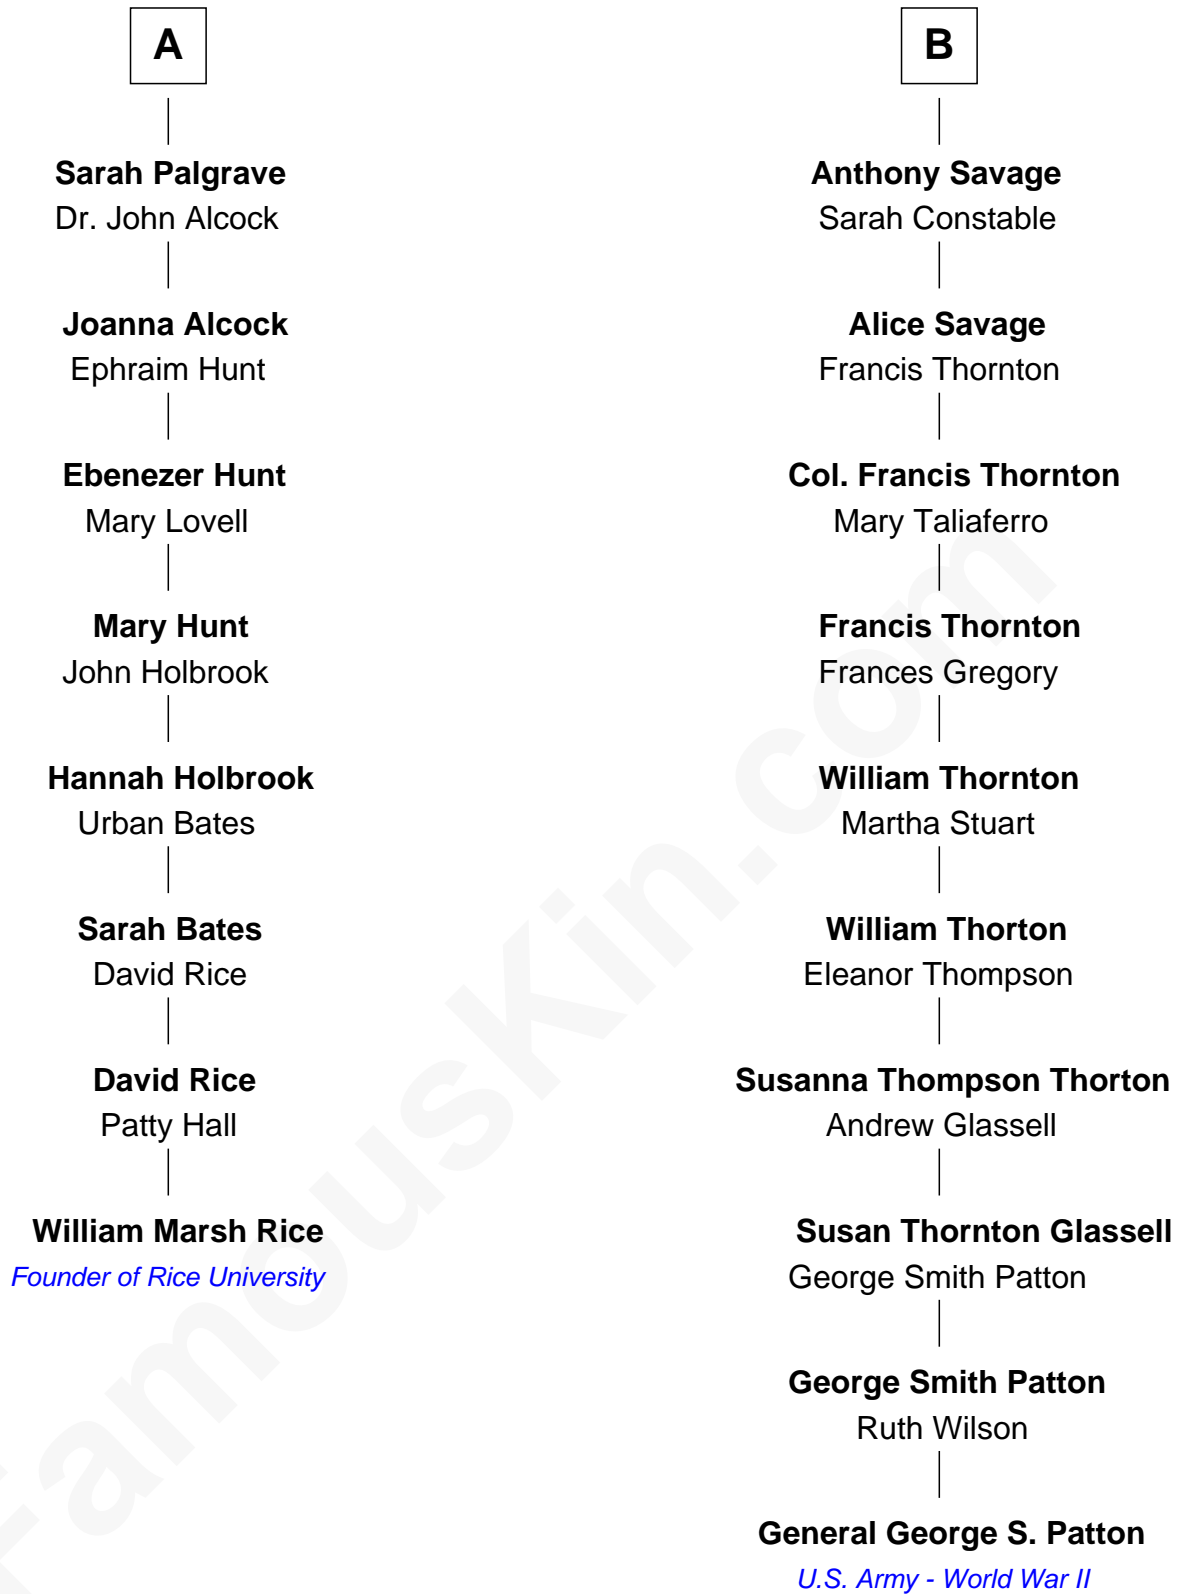 A
Sarah Palgrave
Dr. John Alcock
Joanna Alcock
Ephraim Hunt
Ebenezer Hunt
Mary Lovell
Mary Hunt
John Holbrook
Hannah Holbrook
Urban Bates
Sarah Bates
David Rice
David Rice
Patty Hall
William Marsh Rice
Founder of Rice University
B
Anthony Savage
Sarah Constable
Alice Savage
Francis Thornton
Col. Francis Thornton
Mary Taliaferro
Francis Thornton
Frances Gregory
William Thornton
Martha Stuart
William Thorton
Eleanor Thompson
Susanna Thompson Thorton
Andrew Glassell
Susan Thornton Glassell
George Smith Patton
George Smith Patton
Ruth Wilson
General George S. Patton
U.S. Army - World War II
FamousKin.com